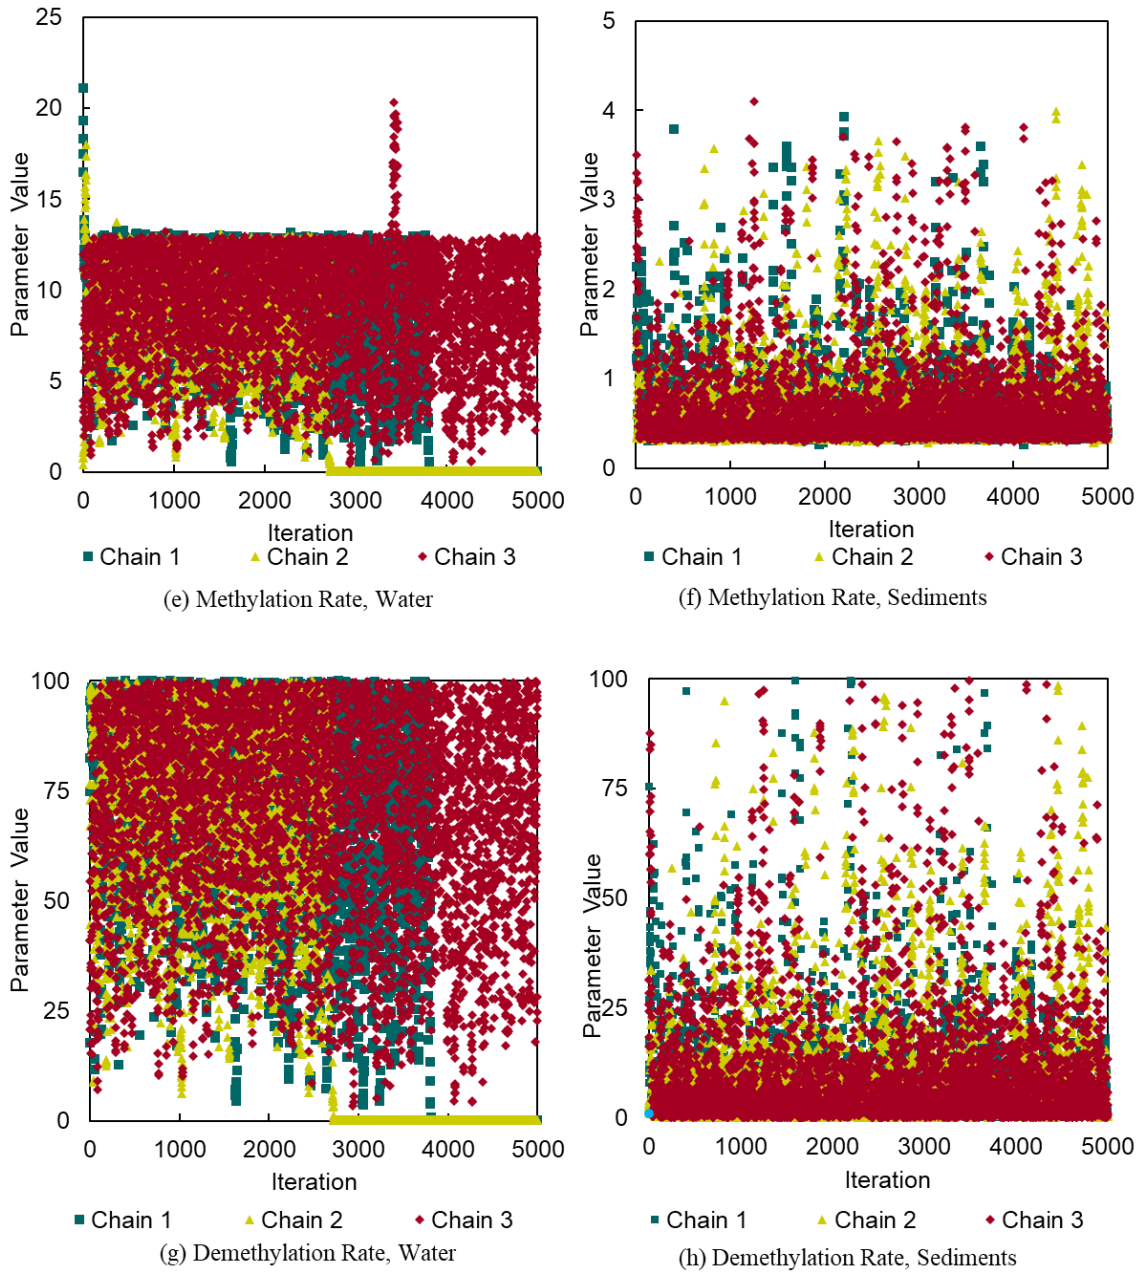 25
20
15
10
5
0
Parameter Value
0 1000 2000 3000 4000 5000
Iteration
Chain 1 Chain 2 Chain 3
(e) Methylation Rate, Water
5
4
3
2
1
0
Parameter Value
0 1000 2000 3000 4000 5000
Iteration
Chain 1 Chain 2 Chain 3
(f) Methylation Rate, Sediments
100
75
50
25
0
Parameter Value
0 1000 2000 3000 4000 5000
Iteration
Chain 1 Chain 2 Chain 3
(g) Demethylation Rate, Water
100
75
50
25
0
Parameter Value
0 1000 2000 3000 4000 5000
Iteration
Chain 1 Chain 2 Chain 3
(h) Demethylation Rate, Sediments